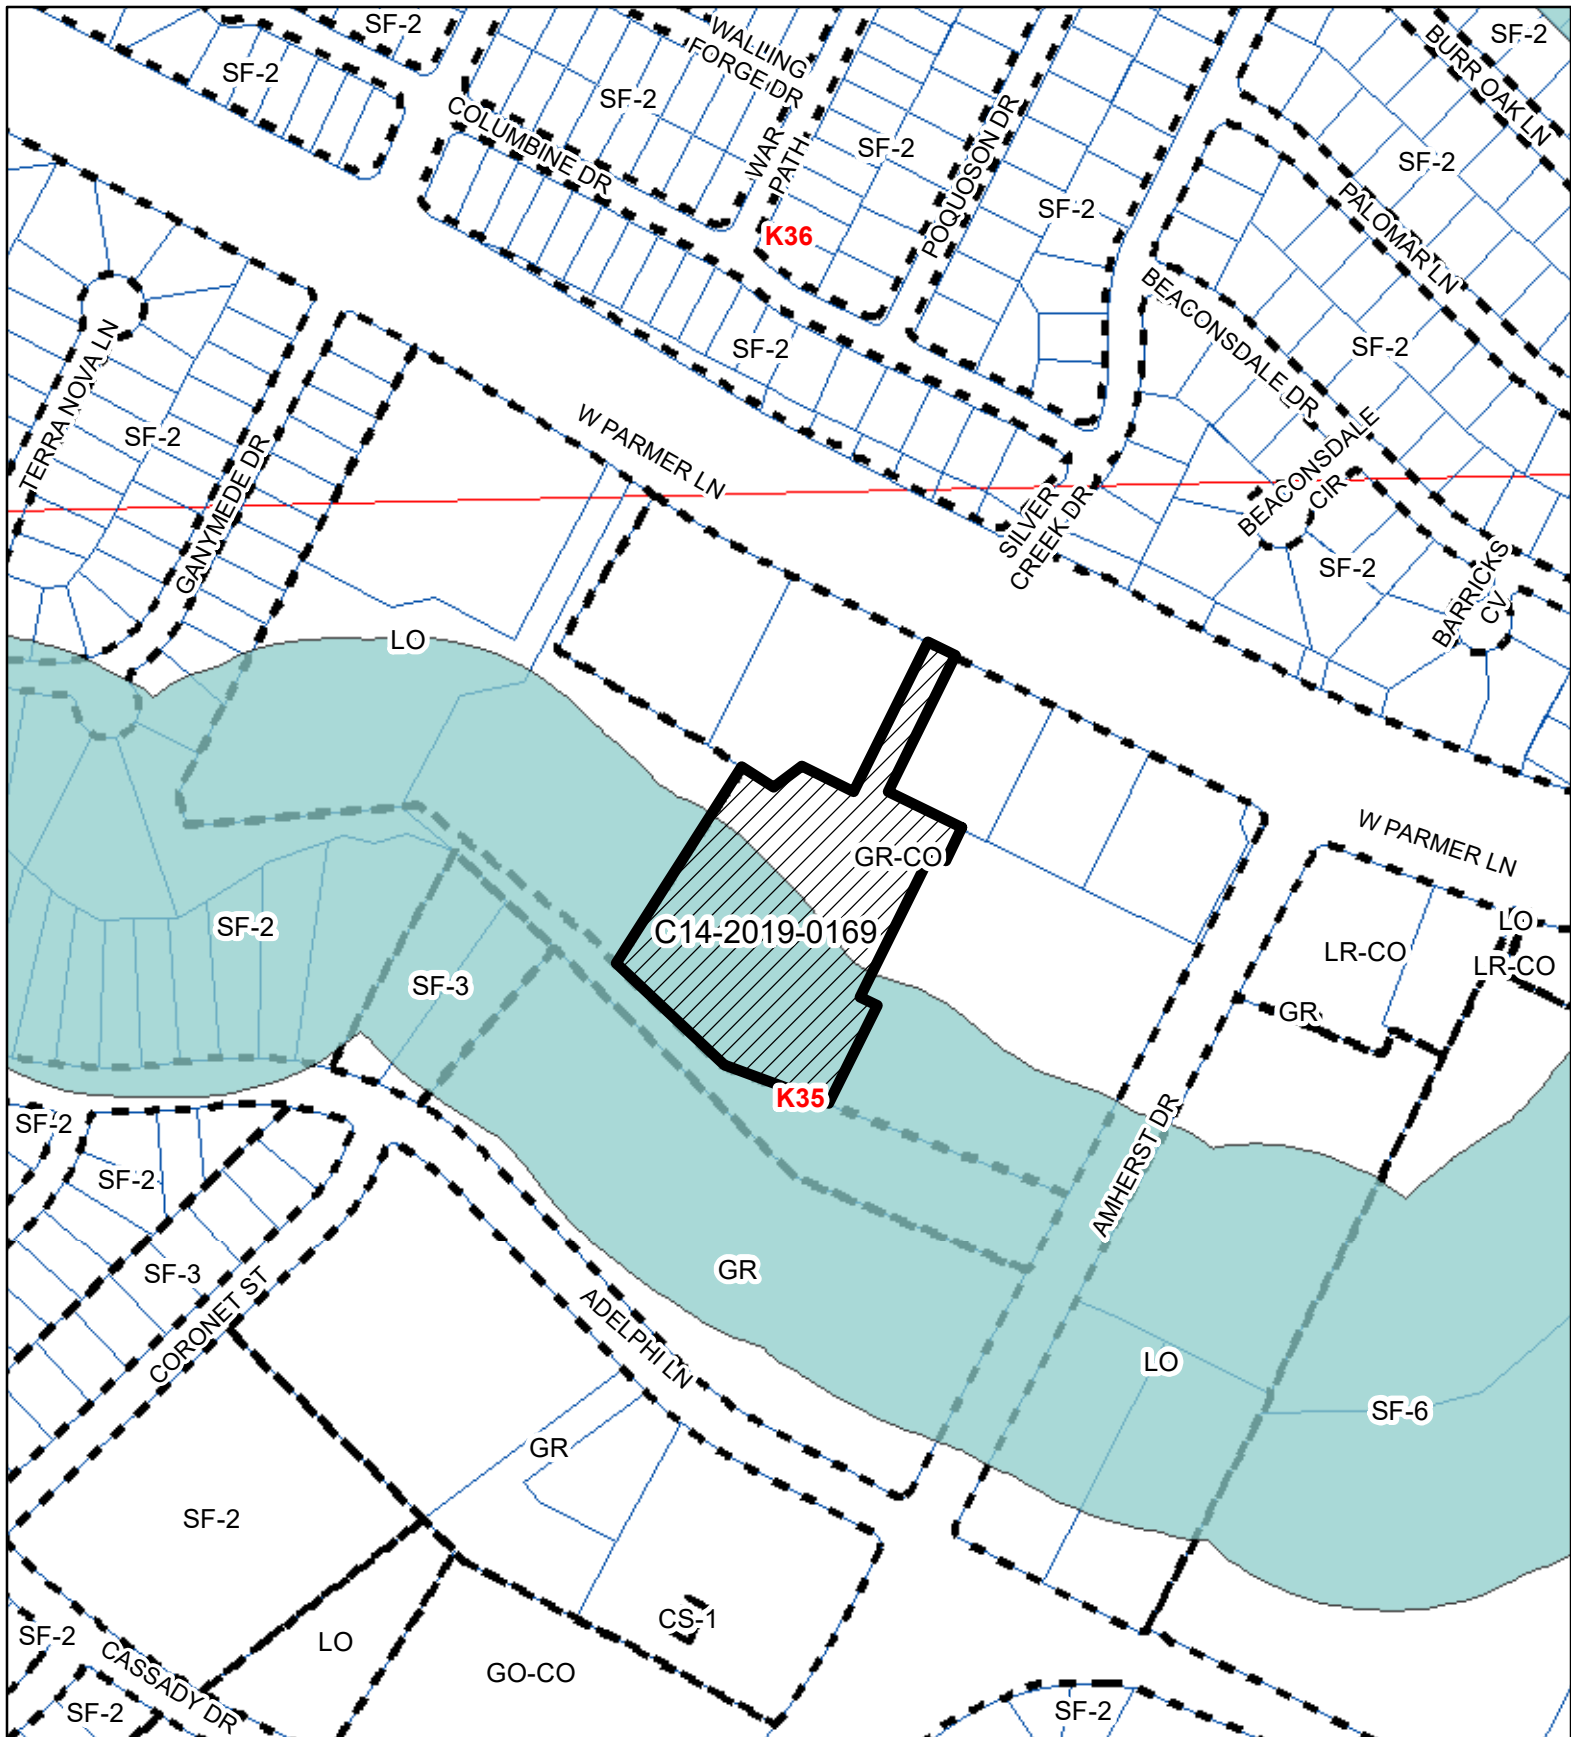 SF-2
SF-2
SF-2
WALLING
FORGE DR
BURR OAK LN
SF-2
COLUMBINE DR
SF-2
WAR
PATH
SF-2
POQUOSON DR
SF-2
SF-2
PALOMAR LN
K36
BEACONSDALE DR
SF-2
SF-2
TERRA NOVA LN
SF-2
GANYMEDE DR
W PARMER LN
SILVER
CREEK DR
BEACONSDALE
CIR
SF-2
BARRICKS
CV
LO
GR-CO
W PARMER LN
C14-2019-0169
SF-2
SF-3
LR-CO
LO
LR-CO
GR
K35
AMHERST DR
SF-2
SF-2
SF-3
CORONET ST
GR
ADELPHI LN
LO
SF-6
GR
SF-2
CS-1
SF-2
LO
GO-CO
CASSADY DR
SF-2
SF-2